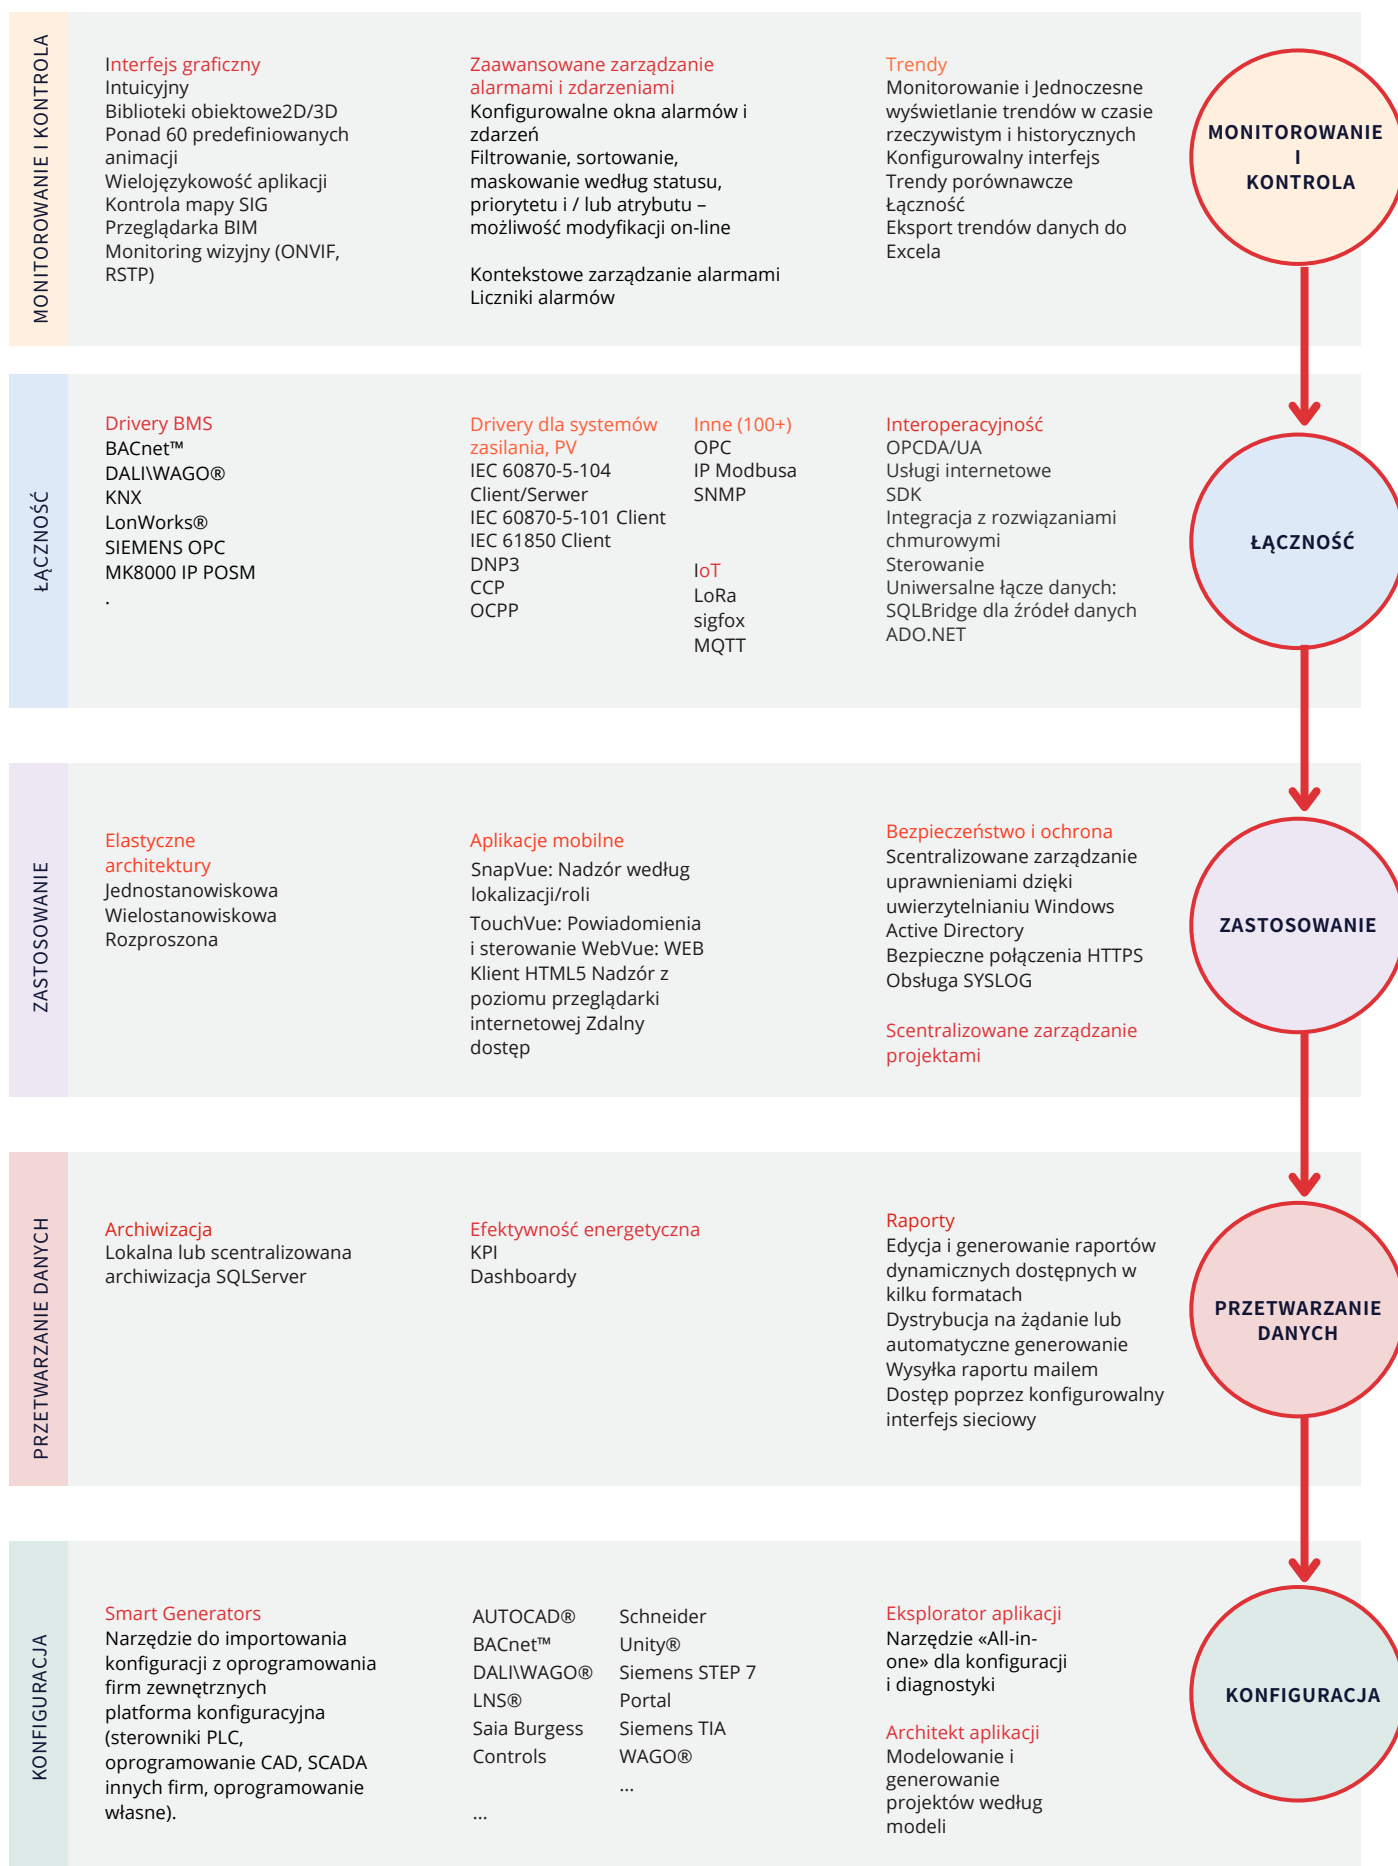 MONITOROWANIE I KONTROLA
Interfejs graficzny
Intuicyjny
Biblioteki obiektowe2D/3D
Ponad 60 predefiniowanych
animacji
Wielojęzykowość aplikacji
Kontrola mapy SIG
Przeglądarka BIM
Monitoring wizyjny (ONVIF,
RSTP)
Zaawansowane zarządzanie
alarmami i zdarzeniami
Konfigurowalne okna alarmów i
zdarzeń
Filtrowanie, sortowanie,
maskowanie według statusu,
priorytetu i / lub atrybutu –
możliwość modyfikacji on-line
Kontekstowe zarządzanie alarmami
Liczniki alarmów
Trendy
Monitorowanie i Jednoczesne
wyświetlanie trendów w czasie
rzeczywistym i historycznych
Konfigurowalny interfejs
Trendy porównawcze
Łączność
Eksport trendów danych do
Excela
MONITOROWANIE
I
KONTROLA
ŁĄCZNOŚĆ
Drivery BMS
BACnet™
DALI\WAGO®
KNX
LonWorks®
SIEMENS OPC
MK8000 IP POSM
.
Drivery dla systemów
zasilania, PV
IEC 60870-5-104
Client/Serwer
IEC 60870-5-101 Client
IEC 61850 Client
DNP3
CCP
OCPP
Inne (100+)
OPC
IP Modbusa
SNMP
IoT
LoRa
sigfox
MQTT
Interoperacyjność
OPCDA/UA
Usługi internetowe
SDK
Integracja z rozwiązaniami
chmurowymi
Sterowanie
Uniwersalne łącze danych:
SQLBridge dla źródeł danych
ADO.NET
ŁĄCZNOŚĆ
ZASTOSOWANIE
Elastyczne
architektury
Jednostanowiskowa
Wielostanowiskowa
Rozproszona
Aplikacje mobilne
SnapVue: Nadzór według
lokalizacji/roli
TouchVue: Powiadomienia
i sterowanie WebVue: WEB
Klient HTML5 Nadzór z
poziomu przeglądarki
internetowej Zdalny
dostęp
Bezpieczeństwo i ochrona
Scentralizowane zarządzanie
uprawnieniami dzięki
uwierzytelnianiu Windows
Active Directory
Bezpieczne połączenia HTTPS
Obsługa SYSLOG
Scentralizowane zarządzanie
projektami
ZASTOSOWANIE
PRZETWARZANIE DANYCH
Archiwizacja
Lokalna lub scentralizowana
archiwizacja SQLServer
Efektywność energetyczna
KPI
Dashboardy
Raporty
Edycja i generowanie raportów
dynamicznych dostępnych w
kilku formatach
Dystrybucja na żądanie lub
automatyczne generowanie
Wysyłka raportu mailem
Dostęp poprzez konfigurowalny
interfejs sieciowy
PRZETWARZANIE
DANYCH
KONFIGURACJA
Smart Generators
Narzędzie do importowania
konfiguracji z oprogramowania
firm zewnętrznych
platforma konfiguracyjna
(sterowniki PLC,
oprogramowanie CAD, SCADA
innych firm, oprogramowanie
własne).
AUTOCAD®
BACnet™
DALI\WAGO®
LNS®
Saia Burgess
Controls
...
Schneider
Unity®
Siemens STEP 7
Portal
Siemens TIA
WAGO®
...
Eksplorator aplikacji
Narzędzie «All-in-
one» dla konfiguracji
i diagnostyki
Architekt aplikacji
Modelowanie i
generowanie
projektów według
modeli
KONFIGURACJA